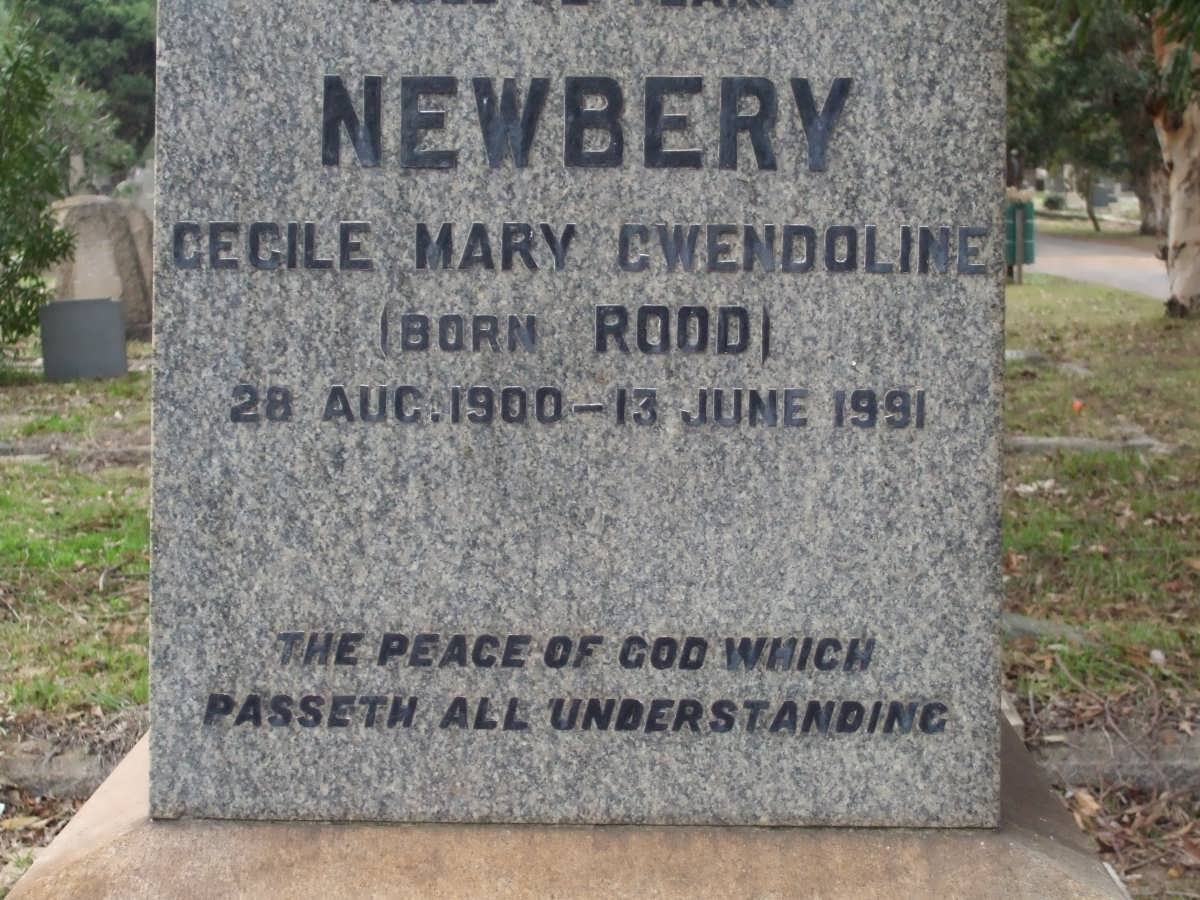 YEARS
NEWBERY
CECILE MARY GWENDOLINE
(BORN ROOD)
28 AUG. 1900 – 13 JUNE 1991
THE PEACE OF GOD WHICH
PASSETH ALL UNDERSTANDING